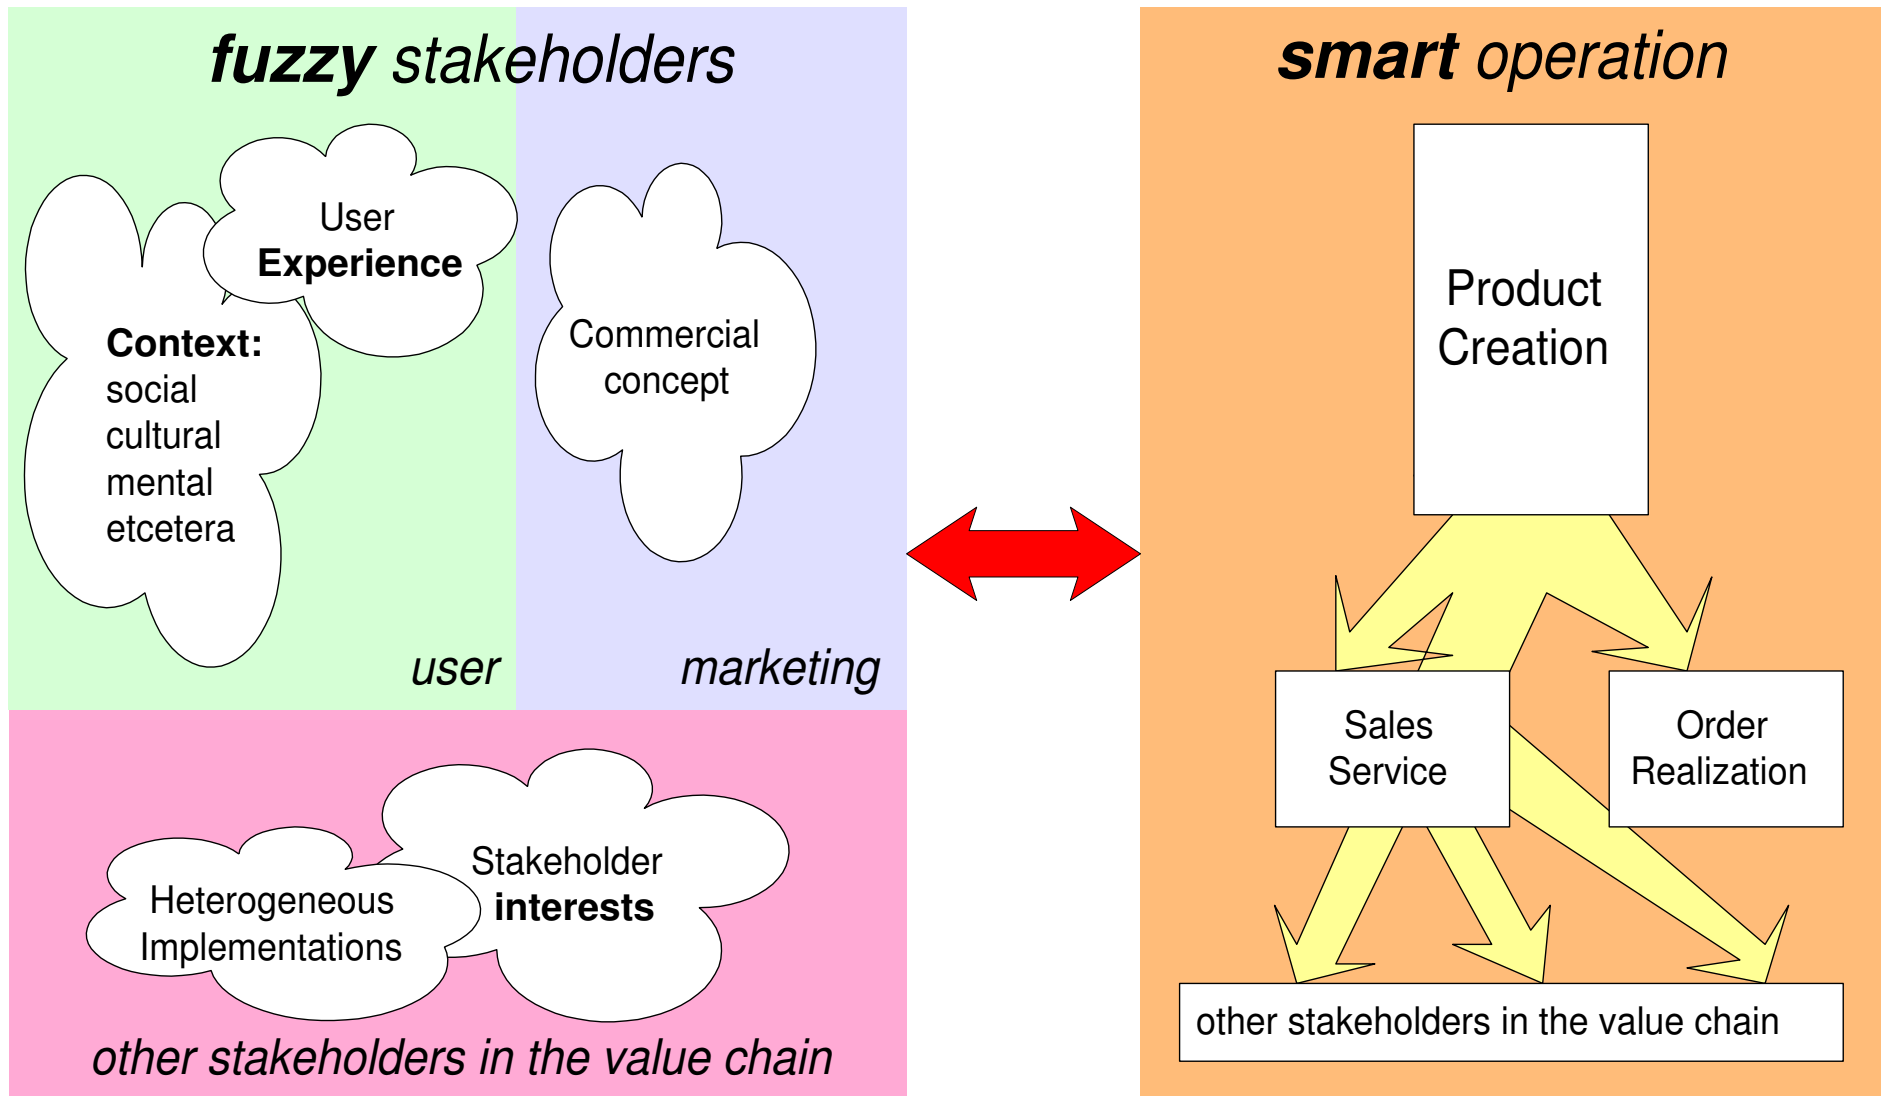 fuzzy stakeholders
User
Experience
Context:
social
cultural
mental
etcetera
user
Commercial
concept
marketing
Stakeholder
interests
Heterogeneous
Implementations
other stakeholders in the value chain
smart operation
Product
Creation
Sales
Service
Order
Realization
other stakeholders in the value chain